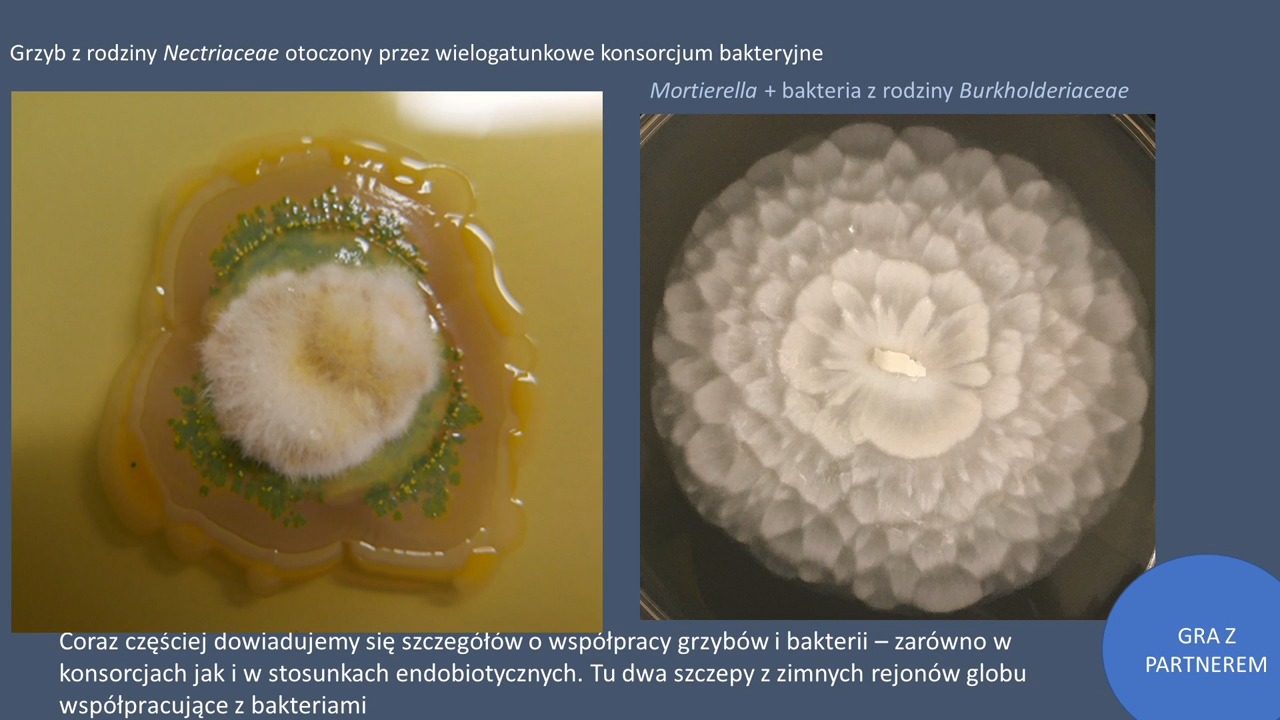 Grzyb z rodziny Nectriaceae otoczony przez wielogatunkowe konsorcjum bakteryjne
Mortierella + bakteria z rodziny Burkholderiaceae
Coraz częściej dowiadujemy się szczegółów o współpracy grzybów i bakterii – zarówno w
konsorcjach jak i w stosunkach endobiotycznych. Tu dwa szczepy z zimnych rejonów globu
współpracujące z bakteriami
GRA Z
PARTNEREM